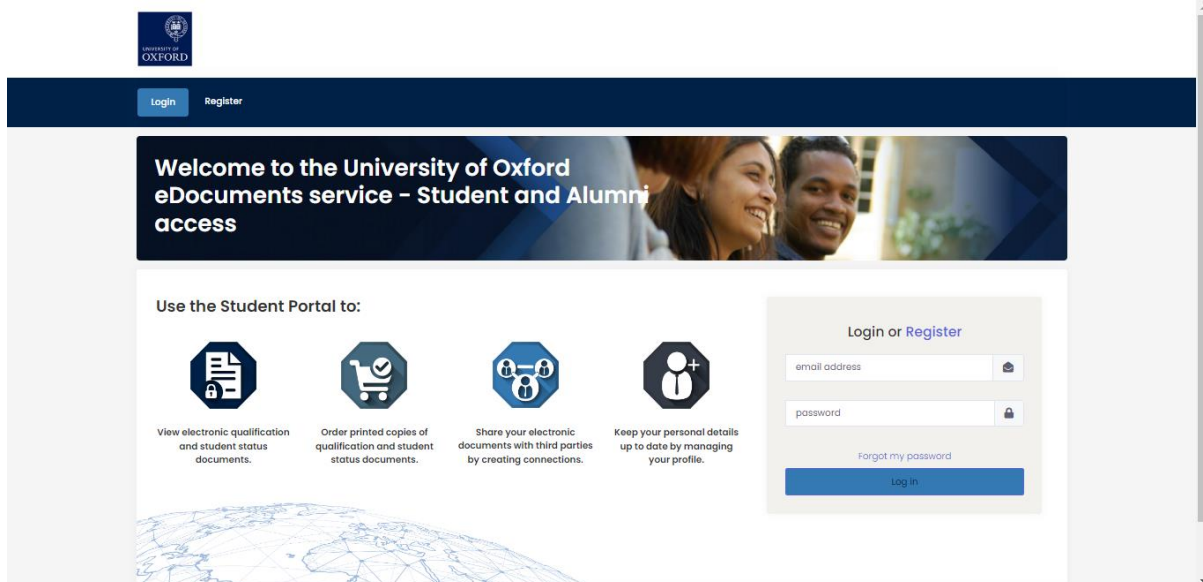 UNIVERSITY OF
OXFORD
Login
Register
Welcome to the University of Oxford
eDocuments service - Student and Alumni
access
Use the Student Portal to:
View electronic qualification
and student status
documents.
Order printed copies of
qualification and student
status documents.
Share your electronic
documents with third parties
by creating connections.
Keep your personal details
up to date by managing
your profile.
Login or Register
email address
password
Forgot my password
Log in